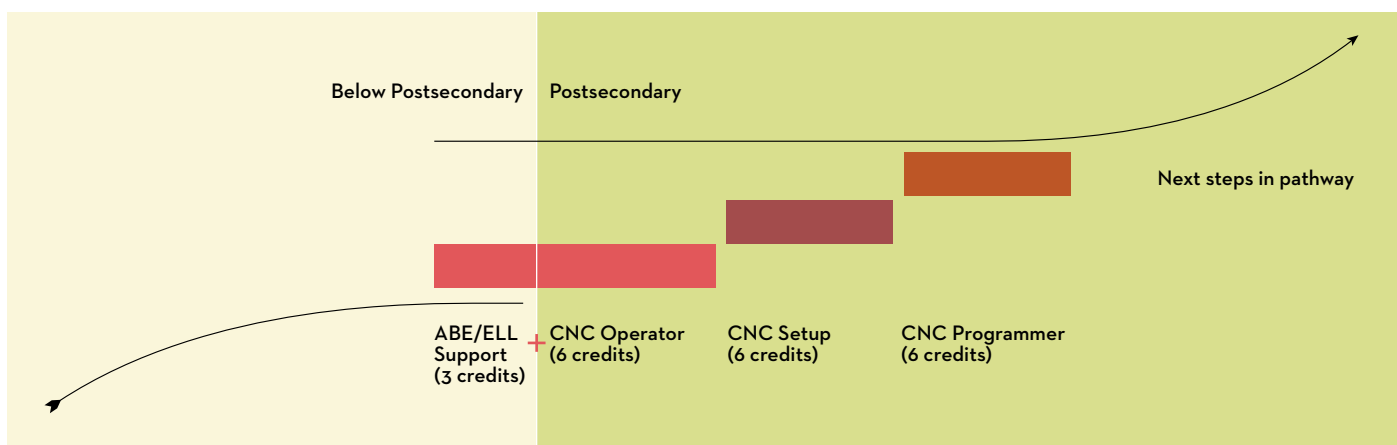 Below Postsecondary
Postsecondary
Next steps in pathway
ABE/ELL
Support
(3 credits)
+
CNC Operator
(6 credits)
CNC Setup
(6 credits)
CNC Programmer
(6 credits)